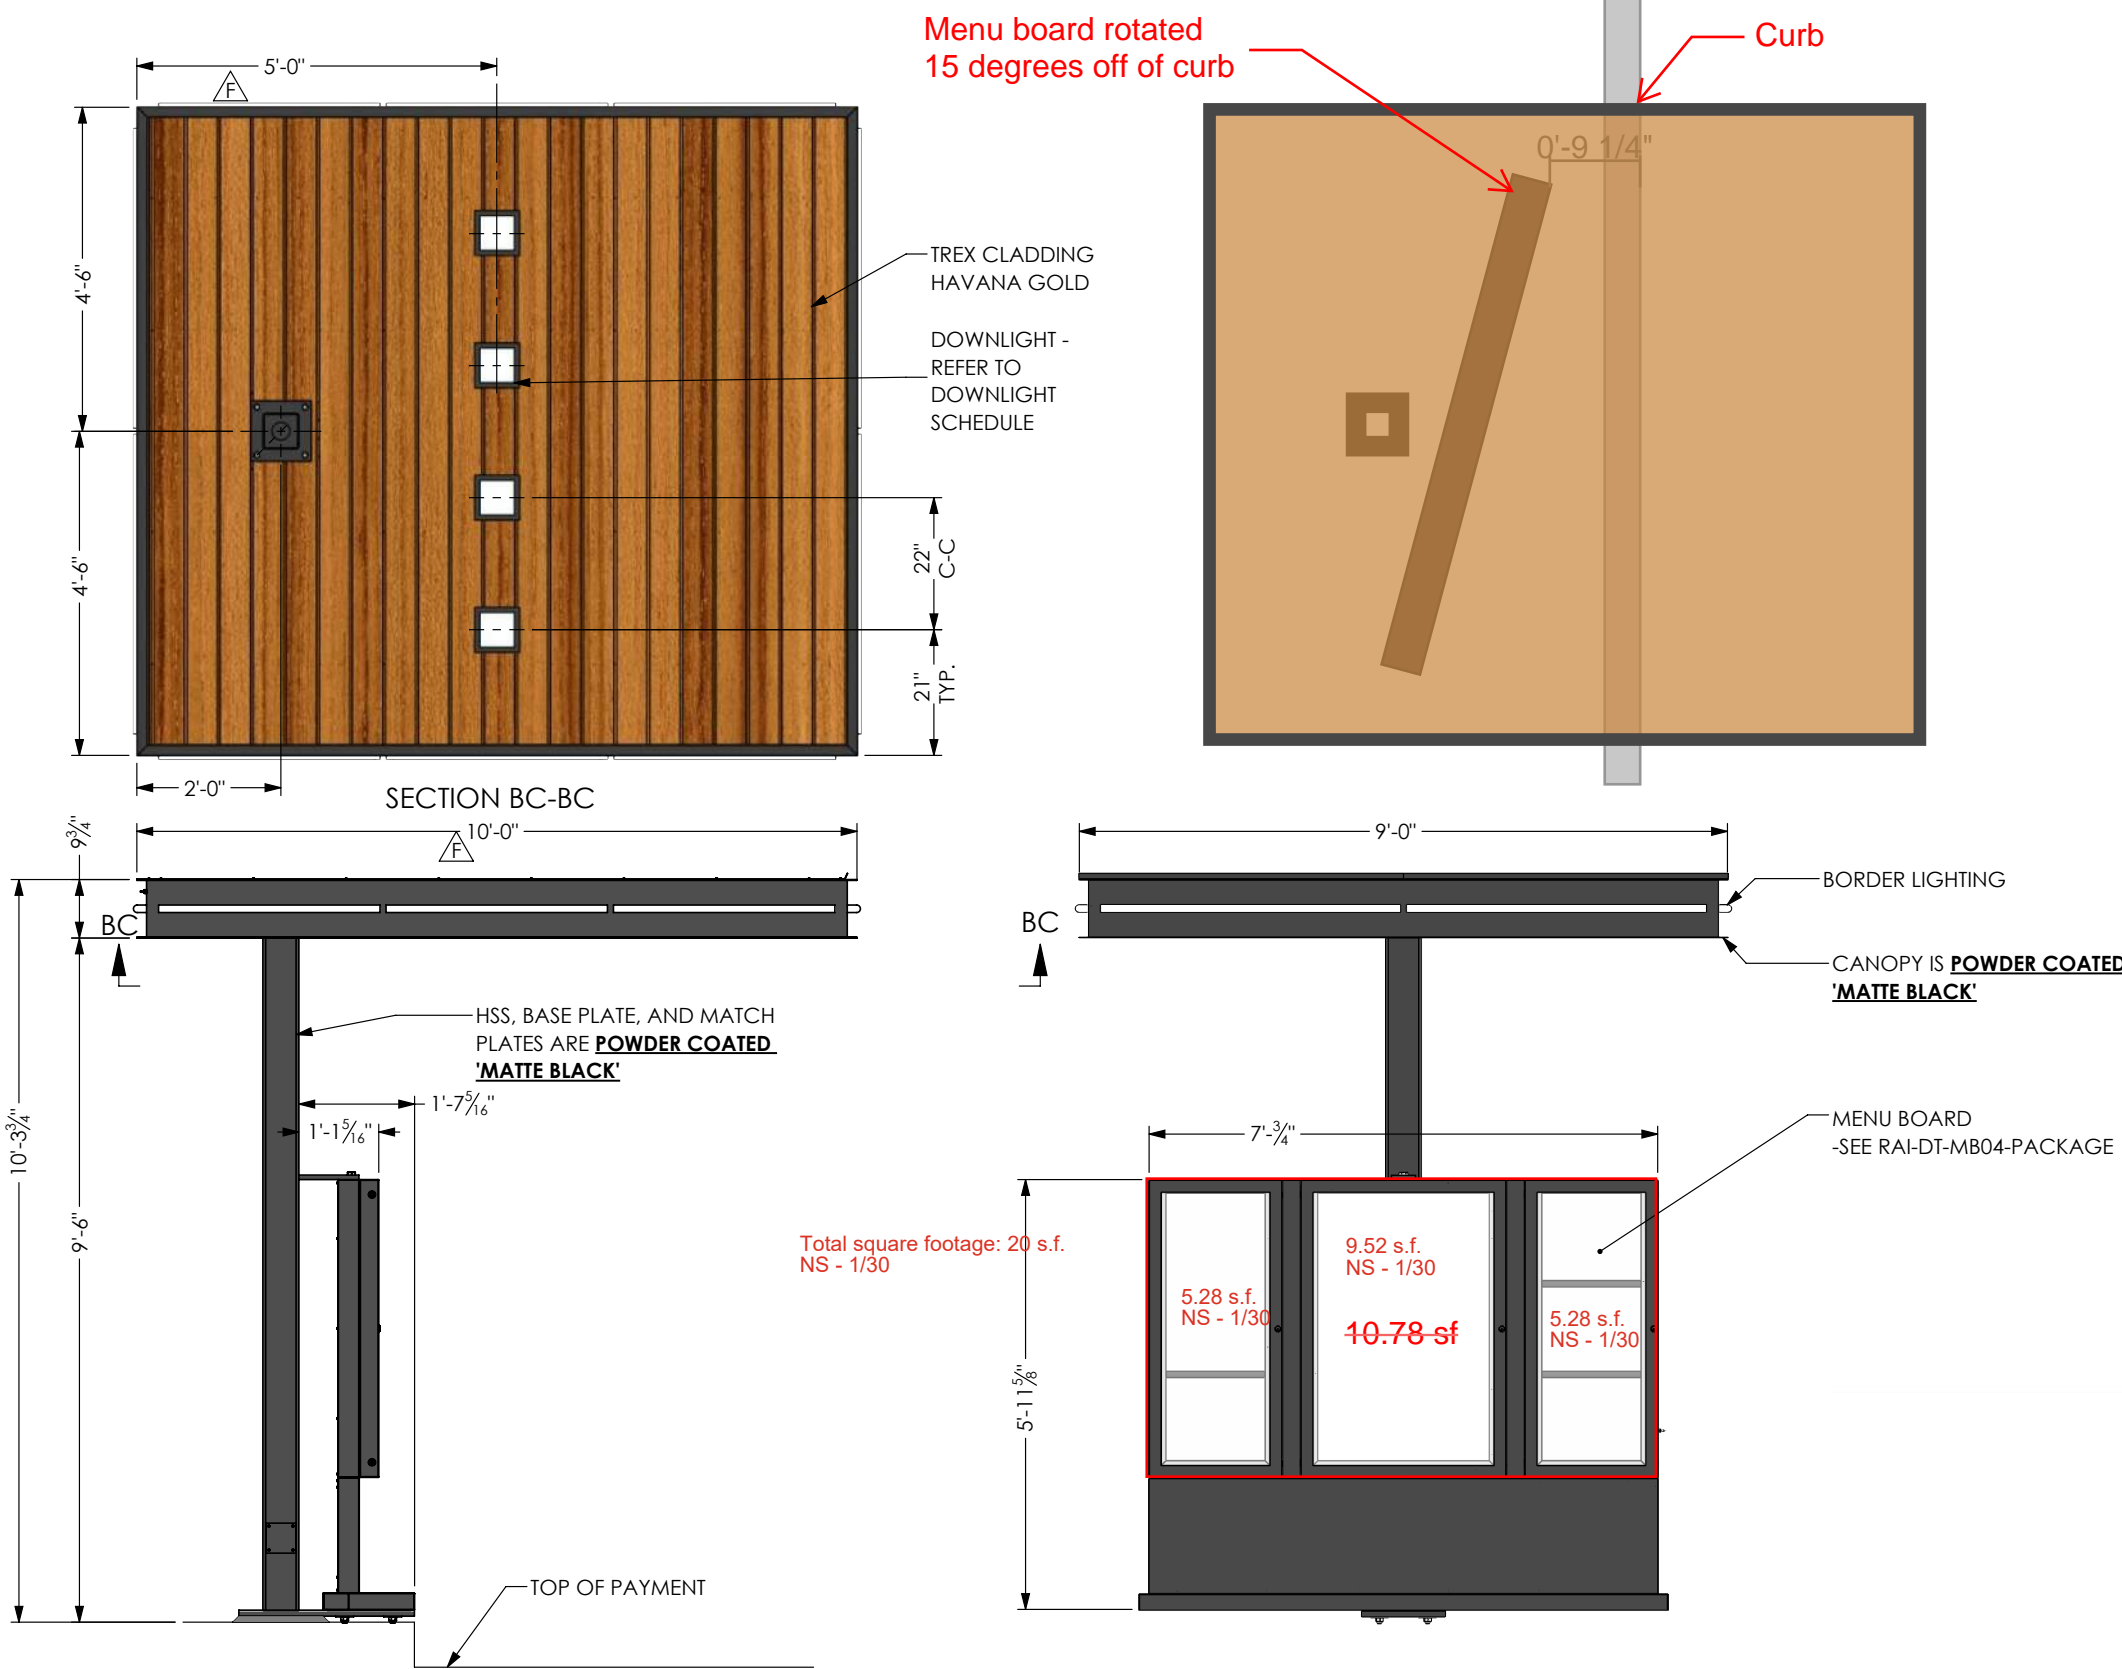 Menu board rotated
15 degrees off of curb
Curb
5'-0"
F
0'-9 1/4"
4'-6"
TREX CLADDING
HAVANA GOLD
DOWNLIGHT -
REFER TO
DOWNLIGHT
SCHEDULE
4'-6"
22"
C-C
21"
TYP.
2'-0"
SECTION BC-BC
9¾"
10'-0"
F
9'-0"
BORDER LIGHTING
BC
BC
CANOPY IS POWDER COATED
'MATTE BLACK'
HSS, BASE PLATE, AND MATCH
PLATES ARE POWDER COATED
'MATTE BLACK'
1'-7 5/16"
1'-1 5/16"
10'-3¾"
9'-6"
7'-¾"
MENU BOARD
-SEE RAI-DT-MB04-PACKAGE
Total square footage: 20 s.f.
NS - 1/30
9.52 s.f.
NS - 1/30
5.28 s.f.
NS - 1/30
10.78 sf
5.28 s.f.
NS - 1/30
5'-11⅝"
TOP OF PAYMENT